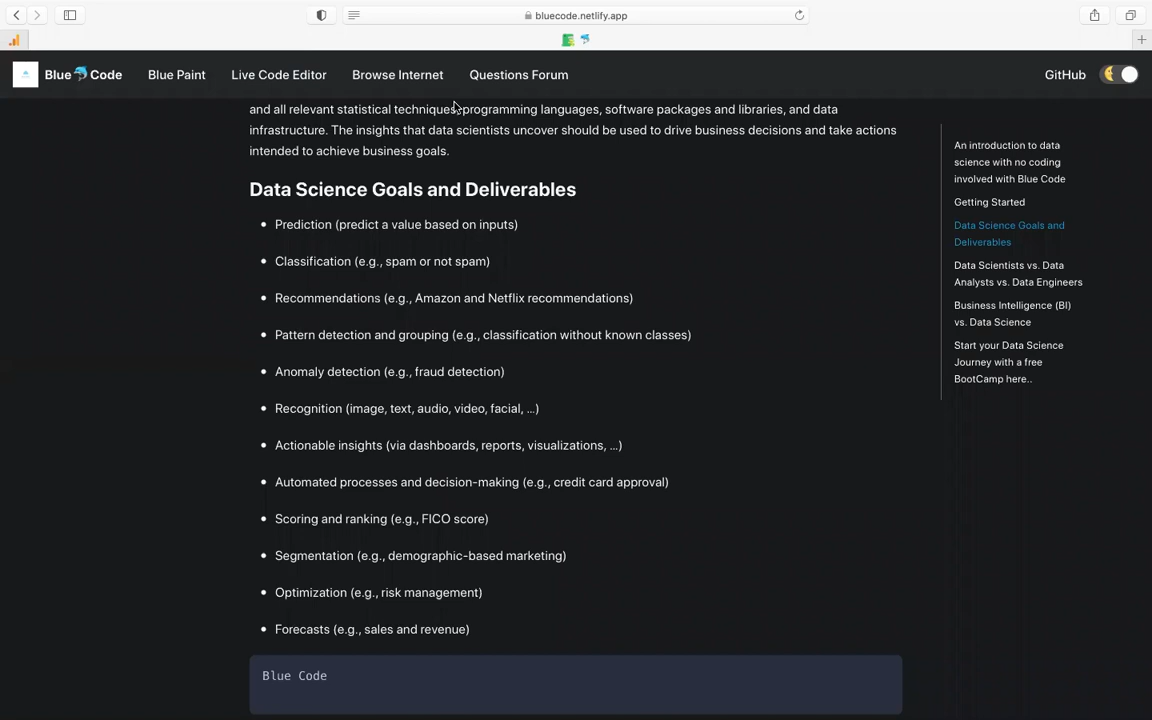 bluecode.netlify.app
Blue🐬Code
Blue Paint
Live Code Editor
Browse Internet
Questions Forum
GitHub
and all relevant statistical techniques, programming languages, software packages and libraries, and data
infrastructure. The insights that data scientists uncover should be used to drive business decisions and take actions
intended to achieve business goals.
Data Science Goals and Deliverables
• Prediction (predict a value based on inputs)
• Classification (e.g., spam or not spam)
• Recommendations (e.g., Amazon and Netflix recommendations)
• Pattern detection and grouping (e.g., classification without known classes)
• Anomaly detection (e.g., fraud detection)
• Recognition (image, text, audio, video, facial, …)
• Actionable insights (via dashboards, reports, visualizations, …)
• Automated processes and decision-making (e.g., credit card approval)
• Scoring and ranking (e.g., FICO score)
• Segmentation (e.g., demographic-based marketing)
• Optimization (e.g., risk management)
• Forecasts (e.g., sales and revenue)
Blue Code
An introduction to data
science with no coding
involved with Blue Code
Getting Started
Data Science Goals and
Deliverables
Data Scientists vs. Data
Analysts vs. Data Engineers
Business Intelligence (BI)
vs. Data Science
Start your Data Science
Journey with a free
BootCamp here..